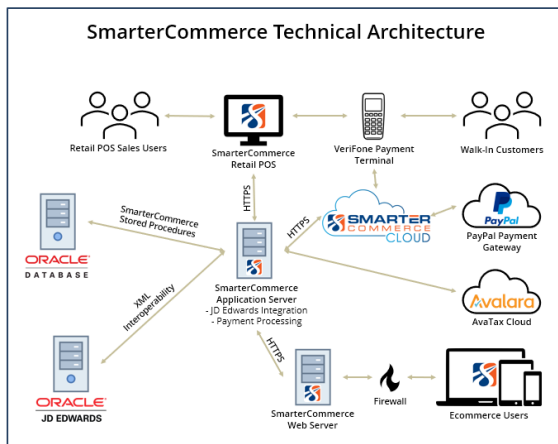 SmarterCommerce Technical Architecture
Retail POS Sales Users
SmarterCommerce
Retail POS
VeriFone Payment
Terminal
Walk-In Customers
HTTPS
SmarterCommerce
Stored Procedures
HTTPS
SMARTER
COMMERCE
CLOUD
PayPal
PayPal Payment
Gateway
ORACLE
DATABASE
SmarterCommerce
Application Server
- JD Edwards Integration
- Payment Processing
Avalara
AvaTax Cloud
XML
Interoperability
HTTPS
ORACLE
JD EDWARDS
SmarterCommerce
Web Server
Firewall
Ecommerce Users